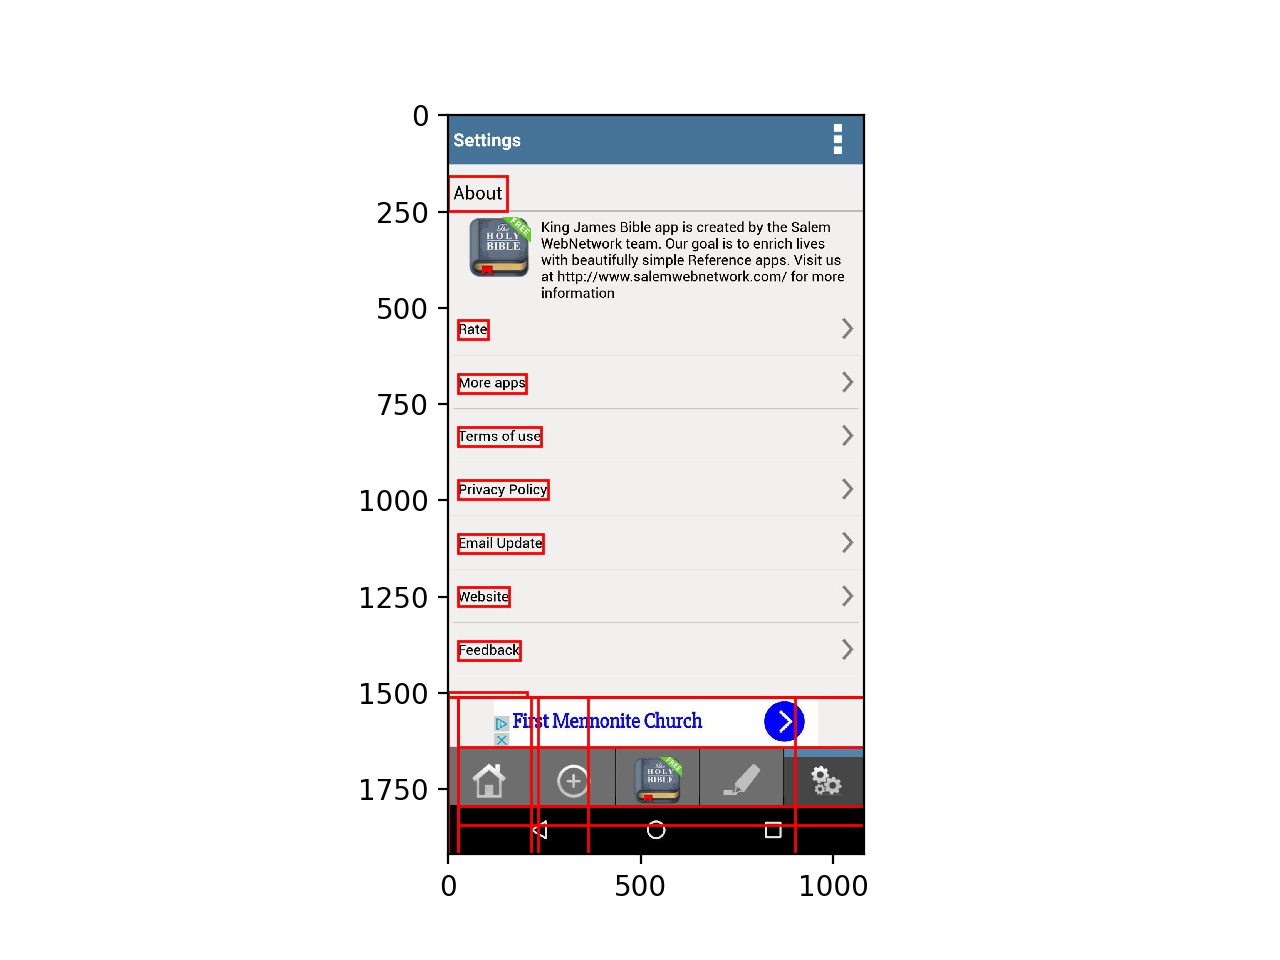 0
250
500
750
1000
1250
1500
1750
0
500
1000
Settings
About
The
HOLY
BIBLE
FREE
King James Bible app is created by the Salem
WebNetwork team. Our goal is to enrich lives
with beautifully simple Reference apps. Visit us
at http://www.salemwebnetwork.com/ for more
information
Rate
More apps
Terms of use
Privacy Policy
Email Update
Website
Feedback
First Mennonite Church
The
HOLY
BIBLE
FREE